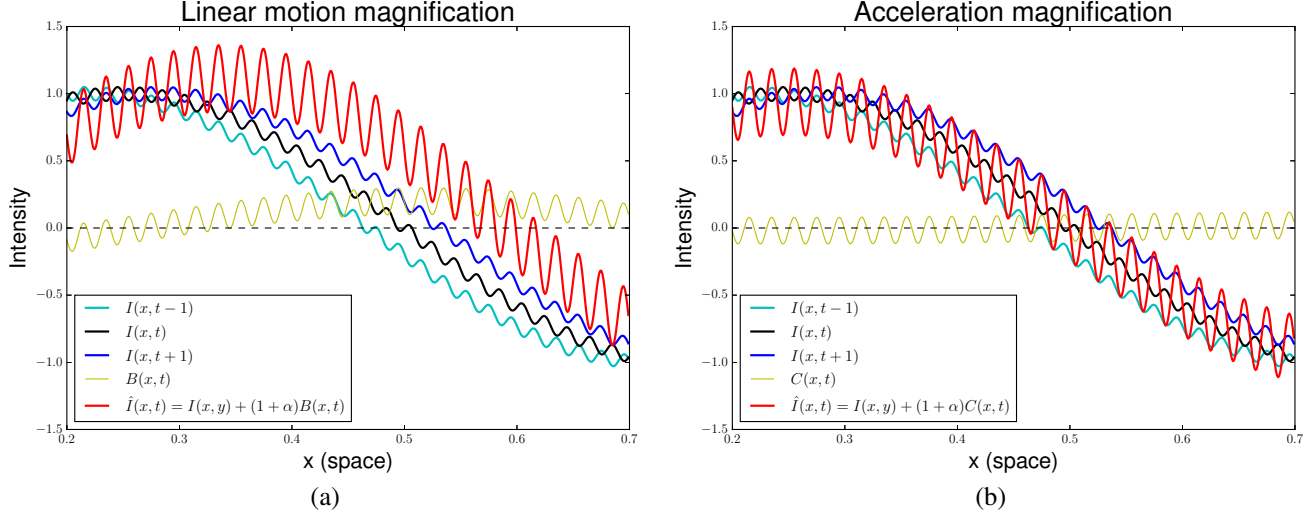 Linear motion magnification
1.5
1.0
0.5
0.0
−0.5
−1.0
−1.5
Intensity
I(x, t − 1)
I(x, t)
I(x, t + 1)
B(x, t)
Î(x, t) = I(x, y) + (1 + α)B(x, t)
0.2 0.3 0.4 0.5 0.6 0.7
x (space)
(a)
Acceleration magnification
1.5
1.0
0.5
0.0
−0.5
−1.0
−1.5
Intensity
I(x, t − 1)
I(x, t)
I(x, t + 1)
C(x, t)
Î(x, t) = I(x, y) + (1 + α)C(x, t)
0.2 0.3 0.4 0.5 0.6 0.7
x (space)
(b)